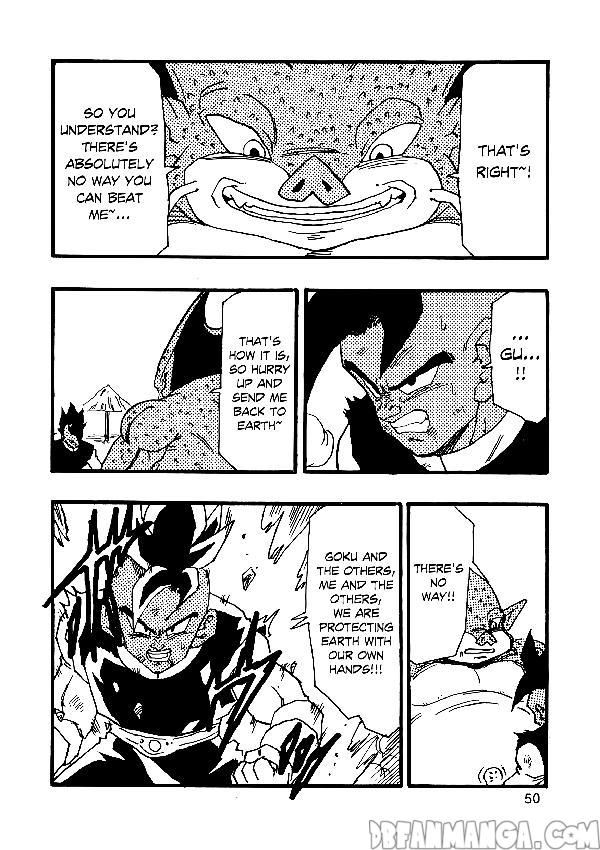 THAT'S
RIGHT~!
SO YOU
UNDERSTAND?
THERE'S
ABSOLUTELY
NO WAY YOU
CAN BEAT
ME~...
...
GU...
!!
THAT'S
HOW IT IS,
SO HURRY
UP AND
SEND ME
BACK TO
EARTH~
THERE'S
NO
WAY!!
GOKU AND
THE OTHERS,
ME AND THE
OTHERS,
WE ARE
PROTECTING
EARTH WITH
OUR OWN
HANDS!!!
50
DBFANMANGA.COM